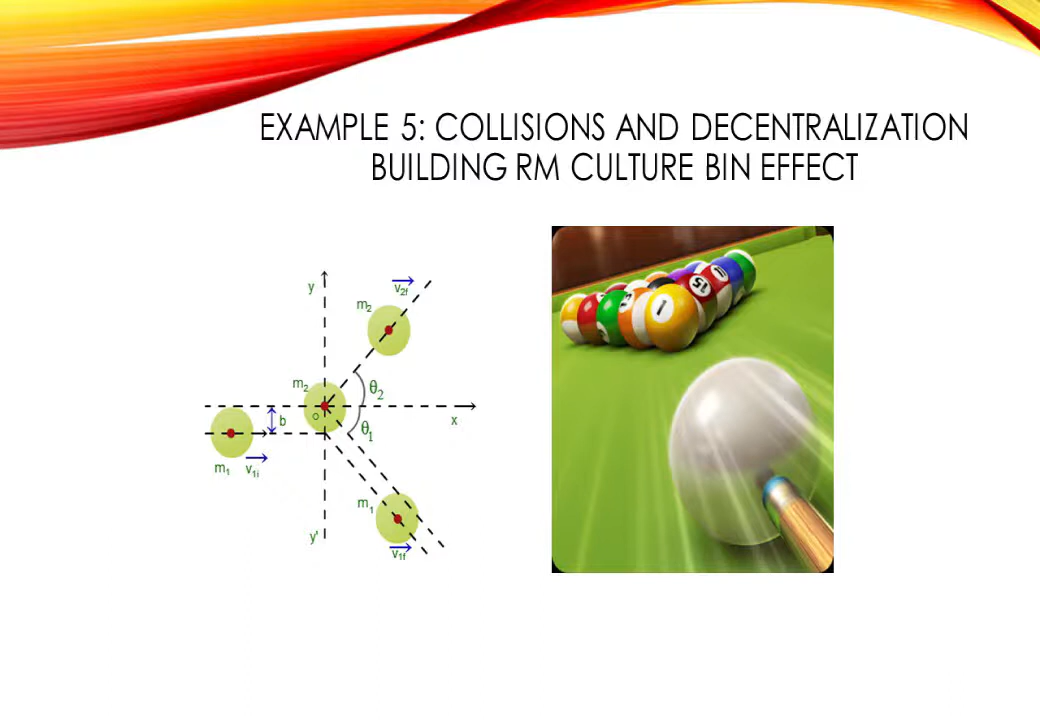 EXAMPLE 5: COLLISIONS AND DECENTRALIZATION
BUILDING RM CULTURE BIN EFFECT
y
v2f
m2
m2
θ2
O
b
x
θ1
m1
v1i
m1
y'
v1f
1
15
11